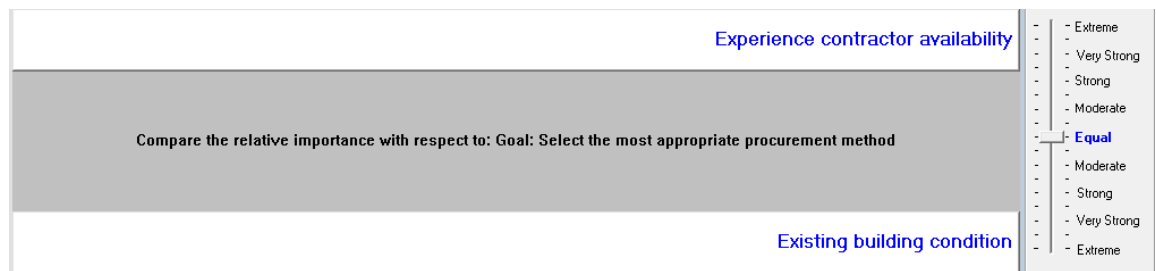 Experience contractor availability
Compare the relative importance with respect to: Goal: Select the most appropriate procurement method
Existing building condition
Extreme
Very Strong
Strong
Moderate
Equal
Moderate
Strong
Very Strong
Extreme